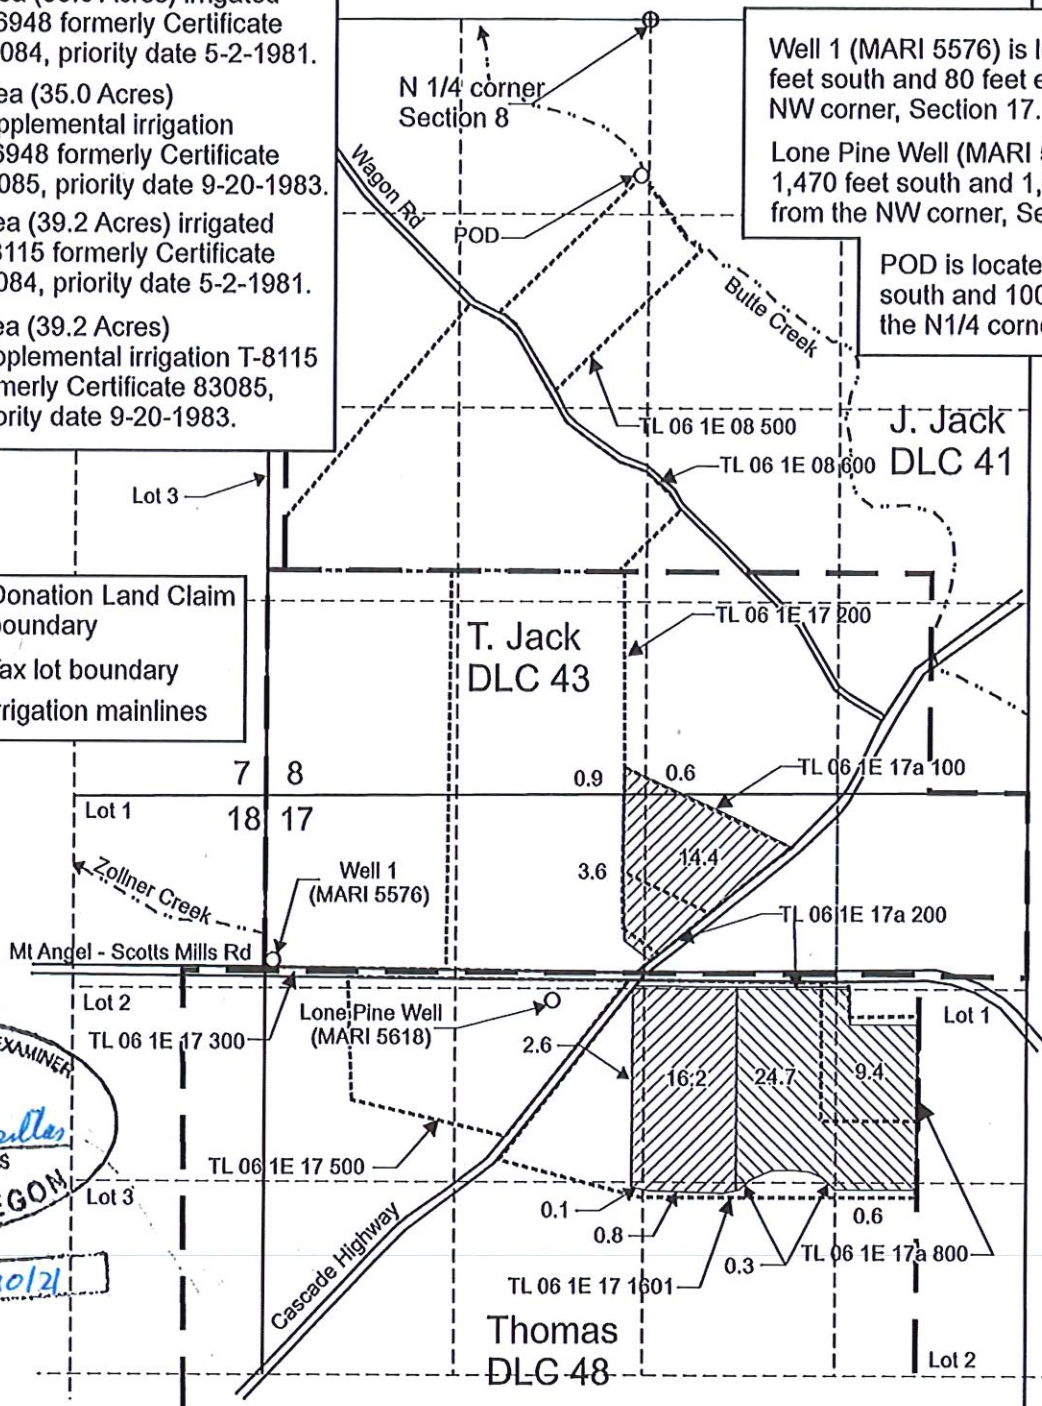 irrigated
6948 formerly Certificate
084, priority date 5-2-1981.
ea (35.0 Acres)
pplemental irrigation
6948 formerly Certificate
085, priority date 9-20-1983.
ea (39.2 Acres) irrigated
8115 formerly Certificate
084, priority date 5-2-1981.
ea (39.2 Acres)
pplemental irrigation T-8115
merly Certificate 83085,
ority date 9-20-1983.
N 1/4 corner
Section 8
Well 1 (MARI 5576) is l
feet south and 80 feet e
NW corner, Section 17.
Lone Pine Well (MARI 5
1,470 feet south and 1,
from the NW corner, Se
POD is locate
south and 100
the N1/4 corne
Wagon Rd
POD
Butte Creek
TL 06 1E 08 500
J. Jack
DLC 41
TL 06 1E 08 600
Lot 3
Donation Land Claim
boundary
Tax lot boundary
rrigation mainlines
T. Jack
DLC 43
TL 06 1E 17 200
7 8
18 17
Lot 1
0.9
0.6
TL 06 1E 17a 100
14.4
3.6
Zollner Creek
Well 1
(MARI 5576)
TL 06 1E 17a 200
Mt Angel - Scotts Mills Rd
Lot 2
TL 06 1E 17 300
Lone Pine Well
(MARI 5618)
Lot 1
2.6
16.2
24.7
9.4
EXAMINER
EGON
TL 06 1E 17 500
Lot 3
0.1
0.8
0.3
0.6
TL 06 1E 17a 800
TL 06 1E 17 1601
0/21
Cascade Highway
Thomas
DLC 48
Lot 2